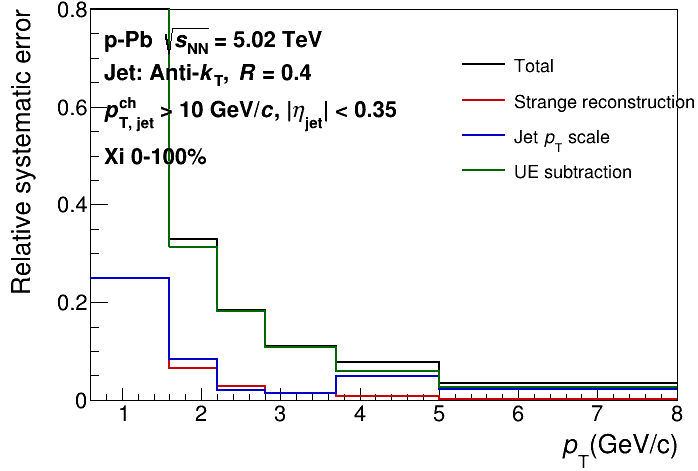 Relative systematic error
0.8
0.6
0.4
0.2
0
p-Pb √sNN = 5.02 TeV
Jet: Anti-kT, R = 0.4
pT, jet ch > 10 GeV/c, |ηjet| < 0.35
Xi 0-100%
Total
Strange reconstruction
Jet pT scale
UE subtraction
1 2 3 4 5 6 7 8
pT(GeV/c)